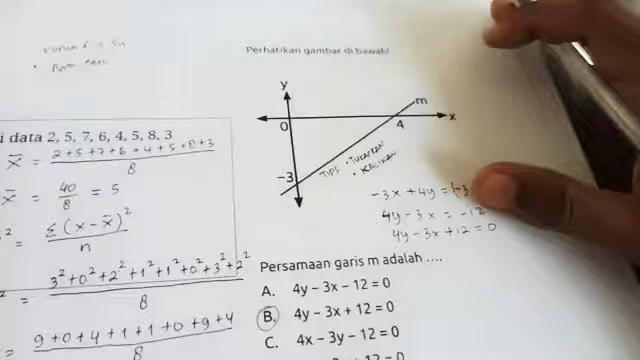 Perhatikan gambar di bawah!
y
m
0
4
x
-3
TIPS • TUKARKAN
• KALIKAN
-3x + 4y = (-3
4y - 3x = -12
4y - 3x + 12 = 0
Persamaan garis m adalah ....
A. 4y - 3x - 12 = 0
B. 4y - 3x + 12 = 0
C. 4x - 3y - 12 = 0
i data 2, 5, 7, 6, 4, 5, 8, 3
x̄ = 2+5+7+6+4+5+8+3
8
x̄ = 40 = 5
8
² = Σ (x - x̄)²
n
² = 3² + 0² + 2² + 1² + 1² + 0² + 3² + 2²
8
= 9+0+4+1+1+0+9+4
8